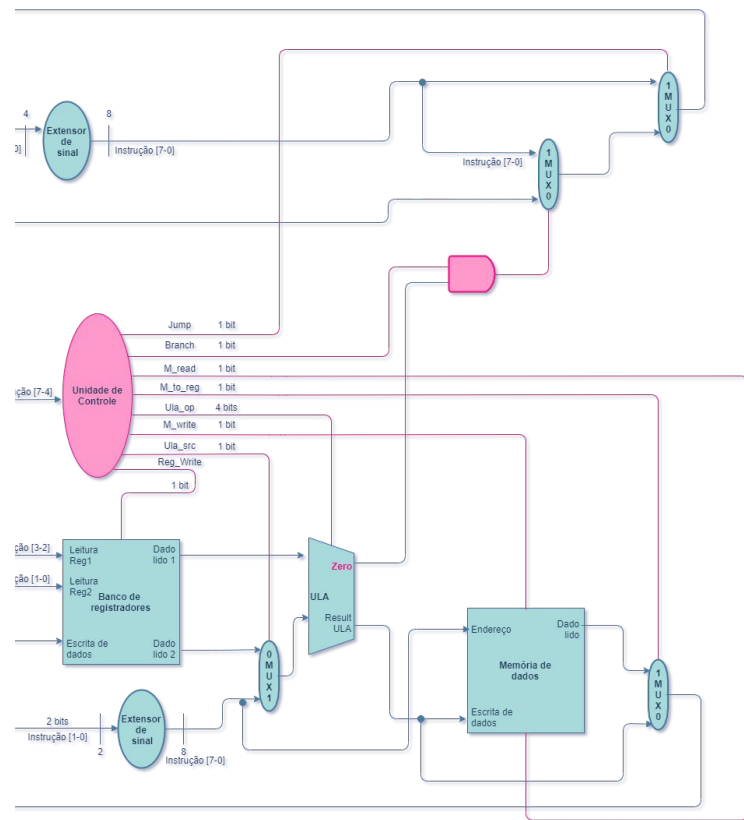 4
8
Extensor
de
sinal
0]
Instrução [7-0]
1
M
U
X
0
Instrução [7-0]
1
M
U
X
0
Jump 1 bit
Branch 1 bit
M_read 1 bit
M_to_reg 1 bit
Ula_op 4 bits
M_write 1 bit
Ula_src 1 bit
Reg_Write
1 bit
ução [7-4]
Unidade de
Controle
ção [3-2]
ção [1-0]
Leitura
Reg1
Dado
lido 1
Leitura
Reg2
Banco de
registradores
Escrita de
dados
Dado
lido 2
Zero
ULA
Result
ULA
0
M
U
X
1
Endereço
Dado
lido
Memória de
dados
Escrita de
dados
1
M
U
X
0
2 bits
Instrução [1-0]
2
Extensor
de
sinal
8
Instrução [7-0]